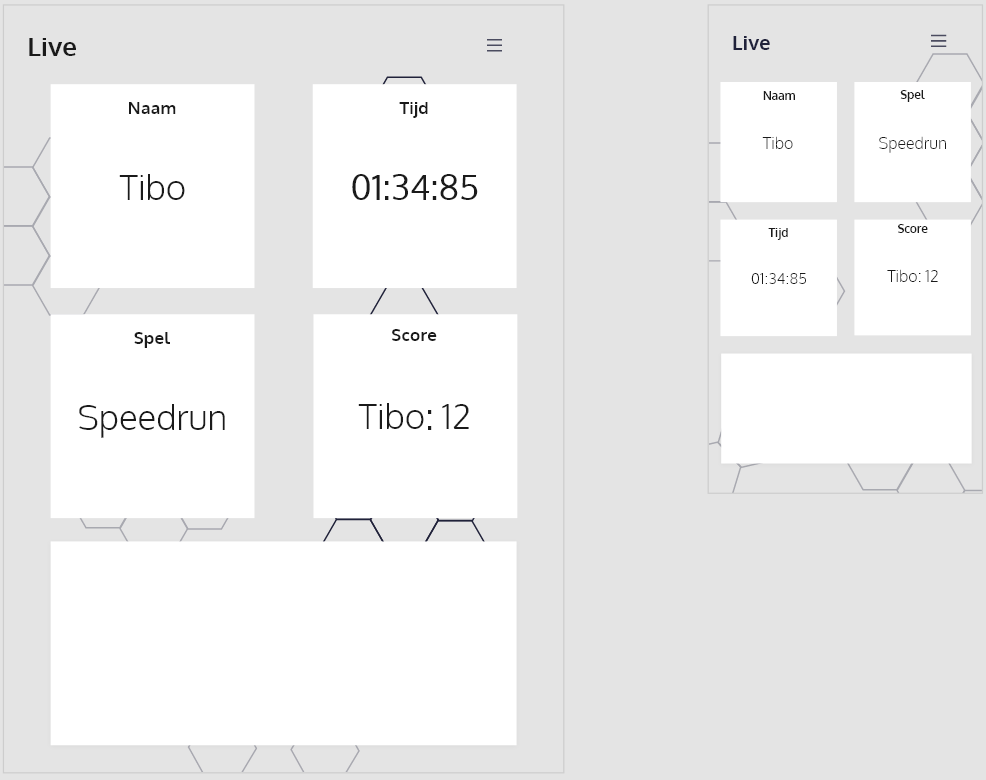 Live
Naam
Tibo
Tijd
01:34:85
Spel
Speedrun
Score
Tibo: 12
Live
Naam
Tibo
Spel
Speedrun
Tijd
01:34:85
Score
Tibo: 12